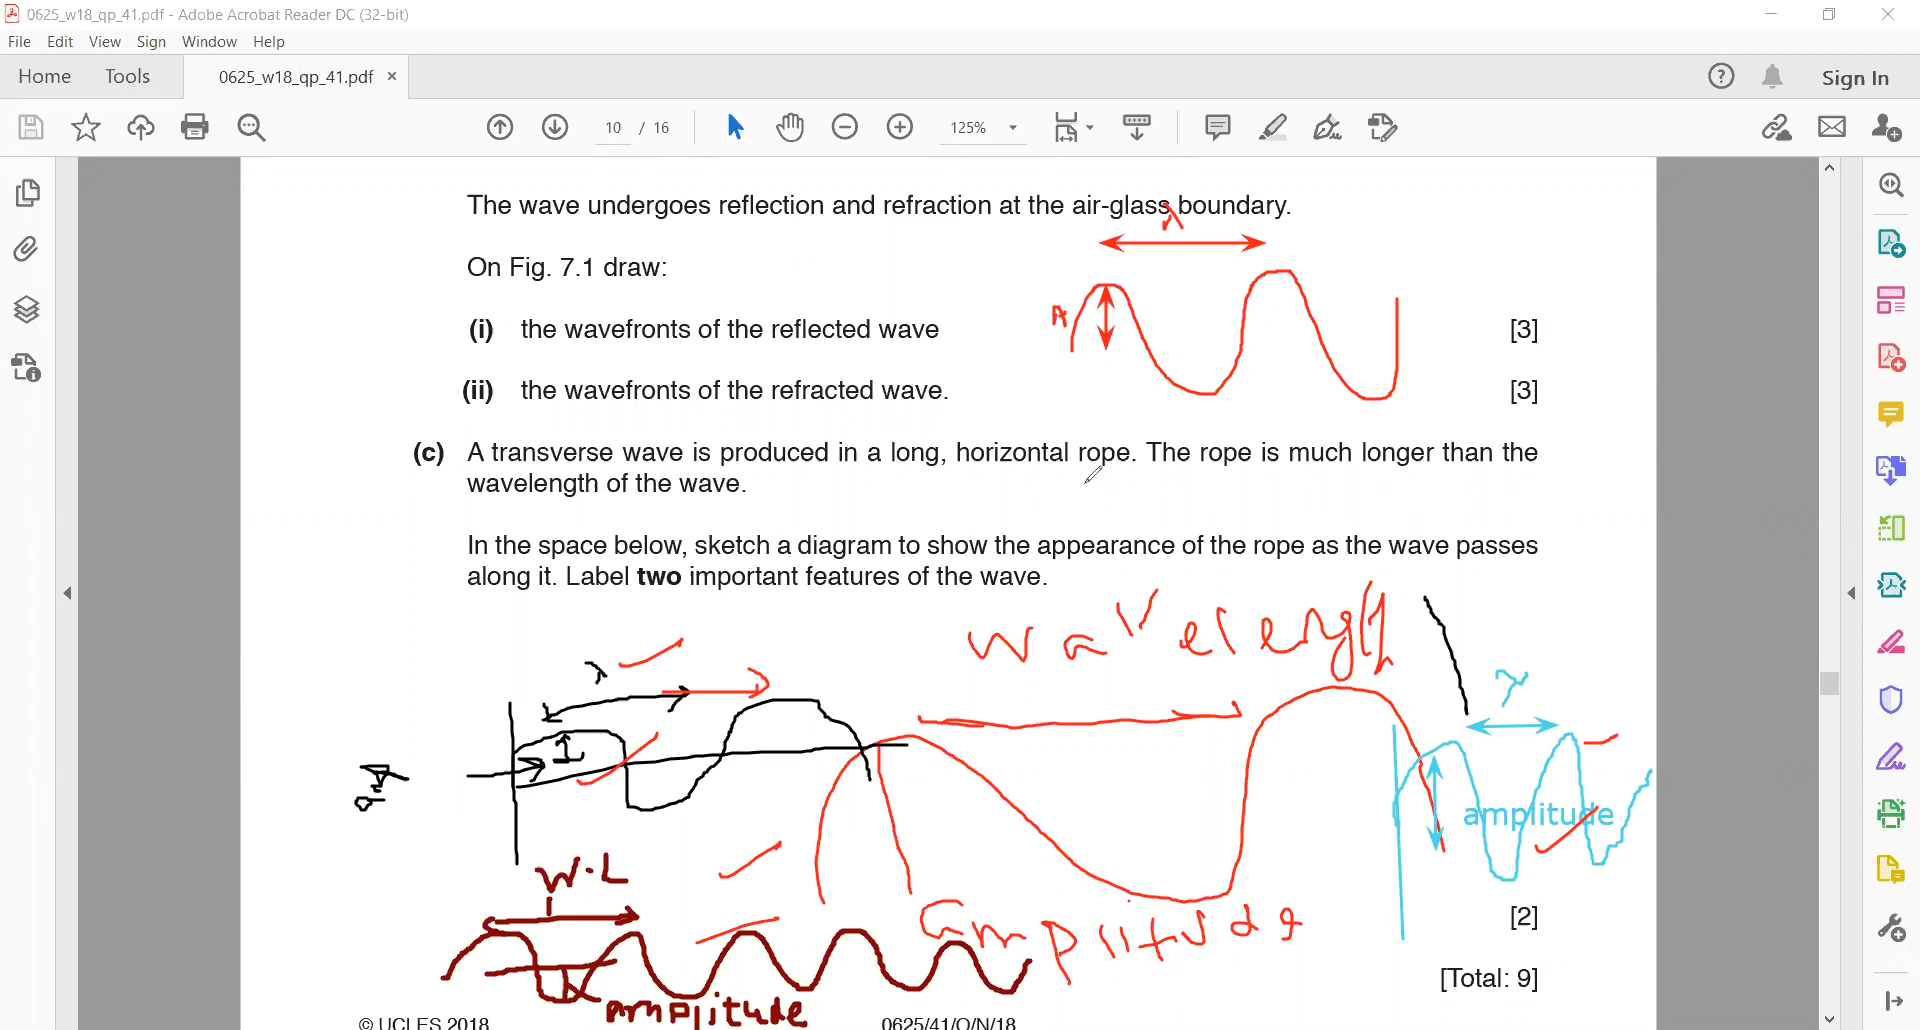 0625_w18_qp_41.pdf - Adobe Acrobat Reader DC (32-bit)
File Edit View Sign Window Help
Home Tools 0625_w18_qp_41.pdf × Sign In
10 / 16 125%
The wave undergoes reflection and refraction at the air-glass boundary.
λ
On Fig. 7.1 draw:
A
(i) the wavefronts of the reflected wave [3]
(ii) the wavefronts of the refracted wave. [3]
(c) A transverse wave is produced in a long, horizontal rope. The rope is much longer than the
wavelength of the wave.
In the space below, sketch a diagram to show the appearance of the rope as the wave passes
along it. Label two important features of the wave.
wavelength
λ
λ
amplitude
W.L
amplitude
[2]
[Total: 9]
amplitude
© UCLES 2018 0625/41/O/N/18